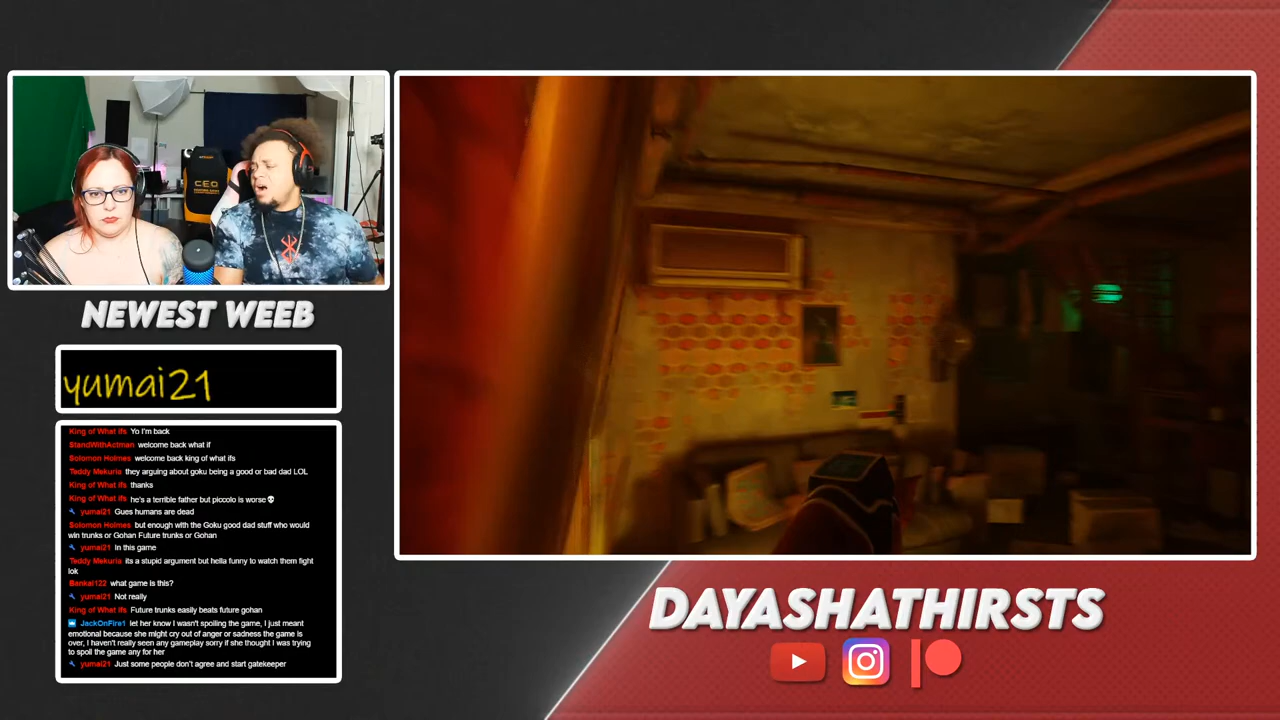 CEO
NEWEST WEEB
yumai21
King of What ifs Yo I'm back
StandWithActman welcome back what if
Solomon Holmes welcome back king of what ifs
Teddy Mekuria they arguing about goku being a good or bad dad LOL
King of What ifs thanks
King of What ifs he's a terrible father but piccolo is worse💀
yumai21 Gues humans are dead
Solomon Holmes but enough with the Goku good dad stuff who would
win trunks or Gohan Future trunks or Gohan
yumai21 In this game
Teddy Mekuria its a stupid argument but hella funny to watch them fight
lok
Bankai122 what game is this?
yumai21 Not really
King of What ifs Future trunks easily beats future gohan
JackOnFire1 let her know I wasn't spoiling the game, I just meant
emotional because she might cry out of anger or sadness the game is
over, I haven't really seen any gameplay sorry if she thought I was trying
to spoil the game any for her
yumai21 Just some people don't agree and start gatekeeper
DAYASHATHIRSTS